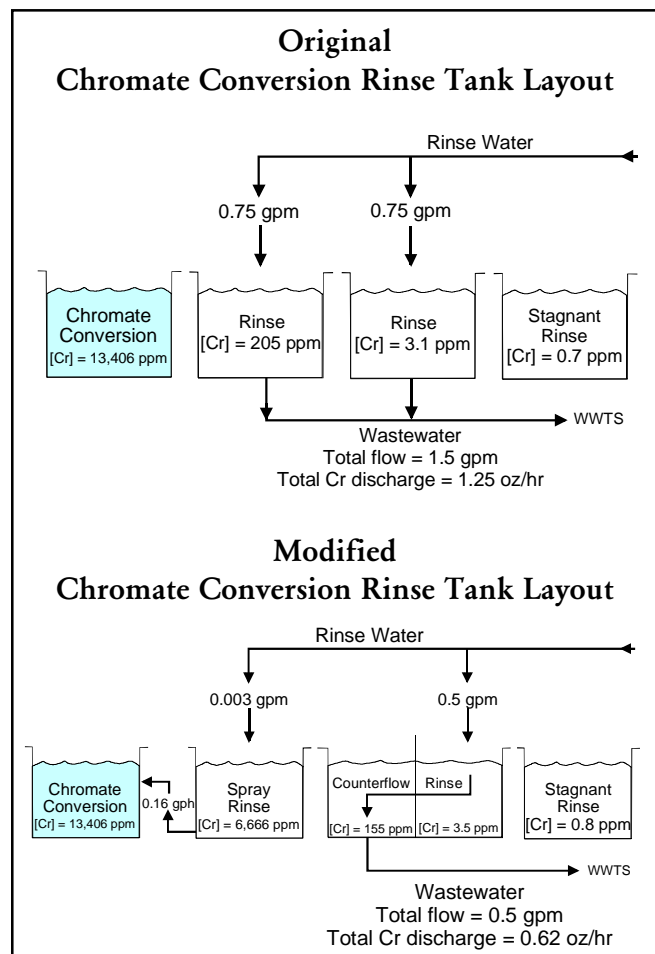 Original
Chromate Conversion Rinse Tank Layout
Rinse Water
0.75 gpm
0.75 gpm
Chromate
Conversion
[Cr] = 13,406 ppm
Rinse
[Cr] = 205 ppm
Rinse
[Cr] = 3.1 ppm
Stagnant
Rinse
[Cr] = 0.7 ppm
WWTS
Wastewater
Total flow = 1.5 gpm
Total Cr discharge = 1.25 oz/hr
Modified
Chromate Conversion Rinse Tank Layout
Rinse Water
0.003 gpm
0.5 gpm
Chromate
Conversion
[Cr] = 13,406 ppm
0.16 gph
Spray
Rinse
[Cr] = 6,666 ppm
Counterflow
[Cr] = 155 ppm
Rinse
[Cr] = 3.5 ppm
Stagnant
Rinse
[Cr] = 0.8 ppm
WWTS
Wastewater
Total flow = 0.5 gpm
Total Cr discharge = 0.62 oz/hr